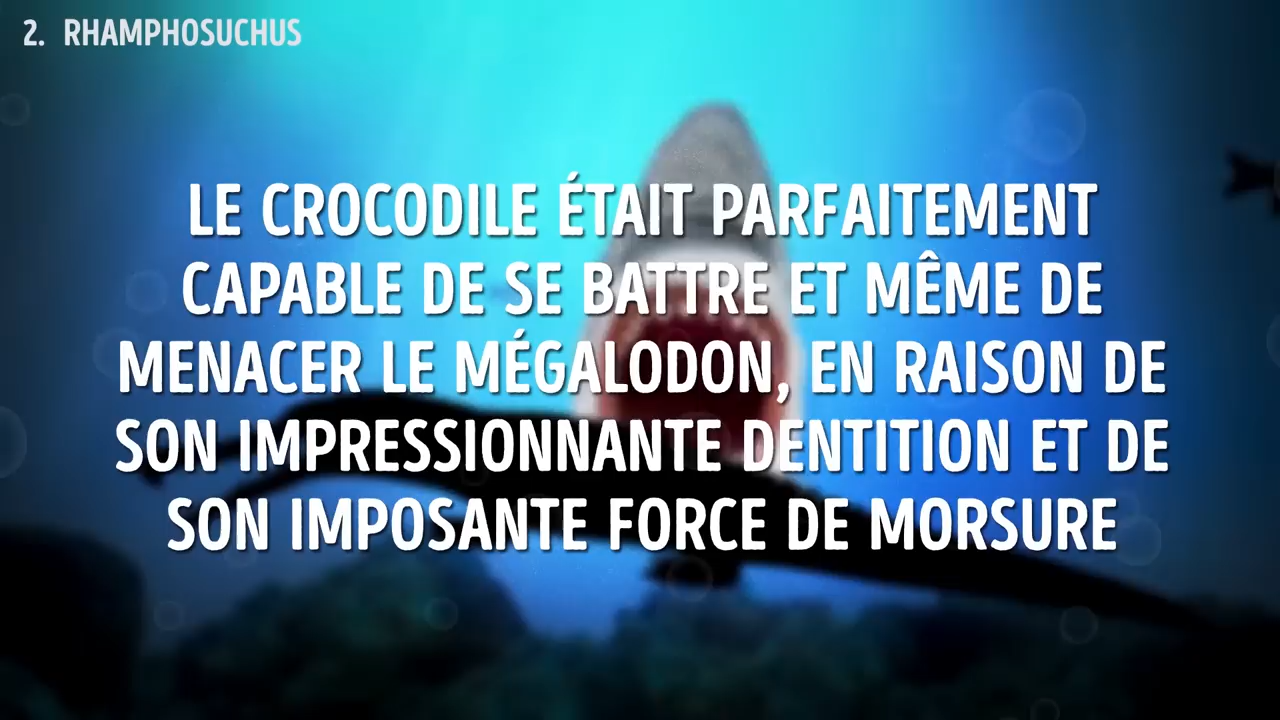 2. RHAMPHOSUCHUS
LE CROCODILE ÉTAIT PARFAITEMENT
CAPABLE DE SE BATTRE ET MÊME DE
MENACER LE MÉGALODON, EN RAISON DE
SON IMPRESSIONNANTE DENTITION ET DE
SON IMPOSANTE FORCE DE MORSURE